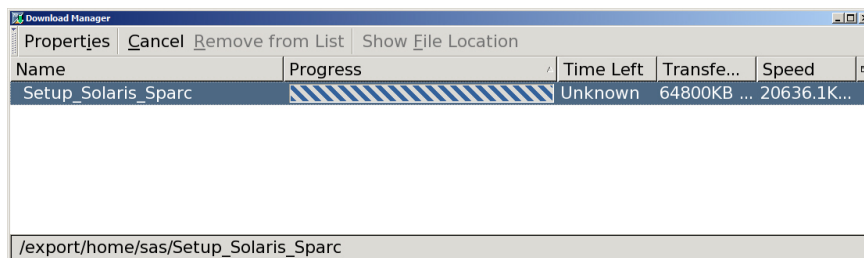 Download Manager
Properties Cancel Remove from List Show File Location
Name Progress Time Left Transfe... Speed
Setup_Solaris_Sparc Unknown 64800KB ... 20636.1K...
/export/home/sas/Setup_Solaris_Sparc